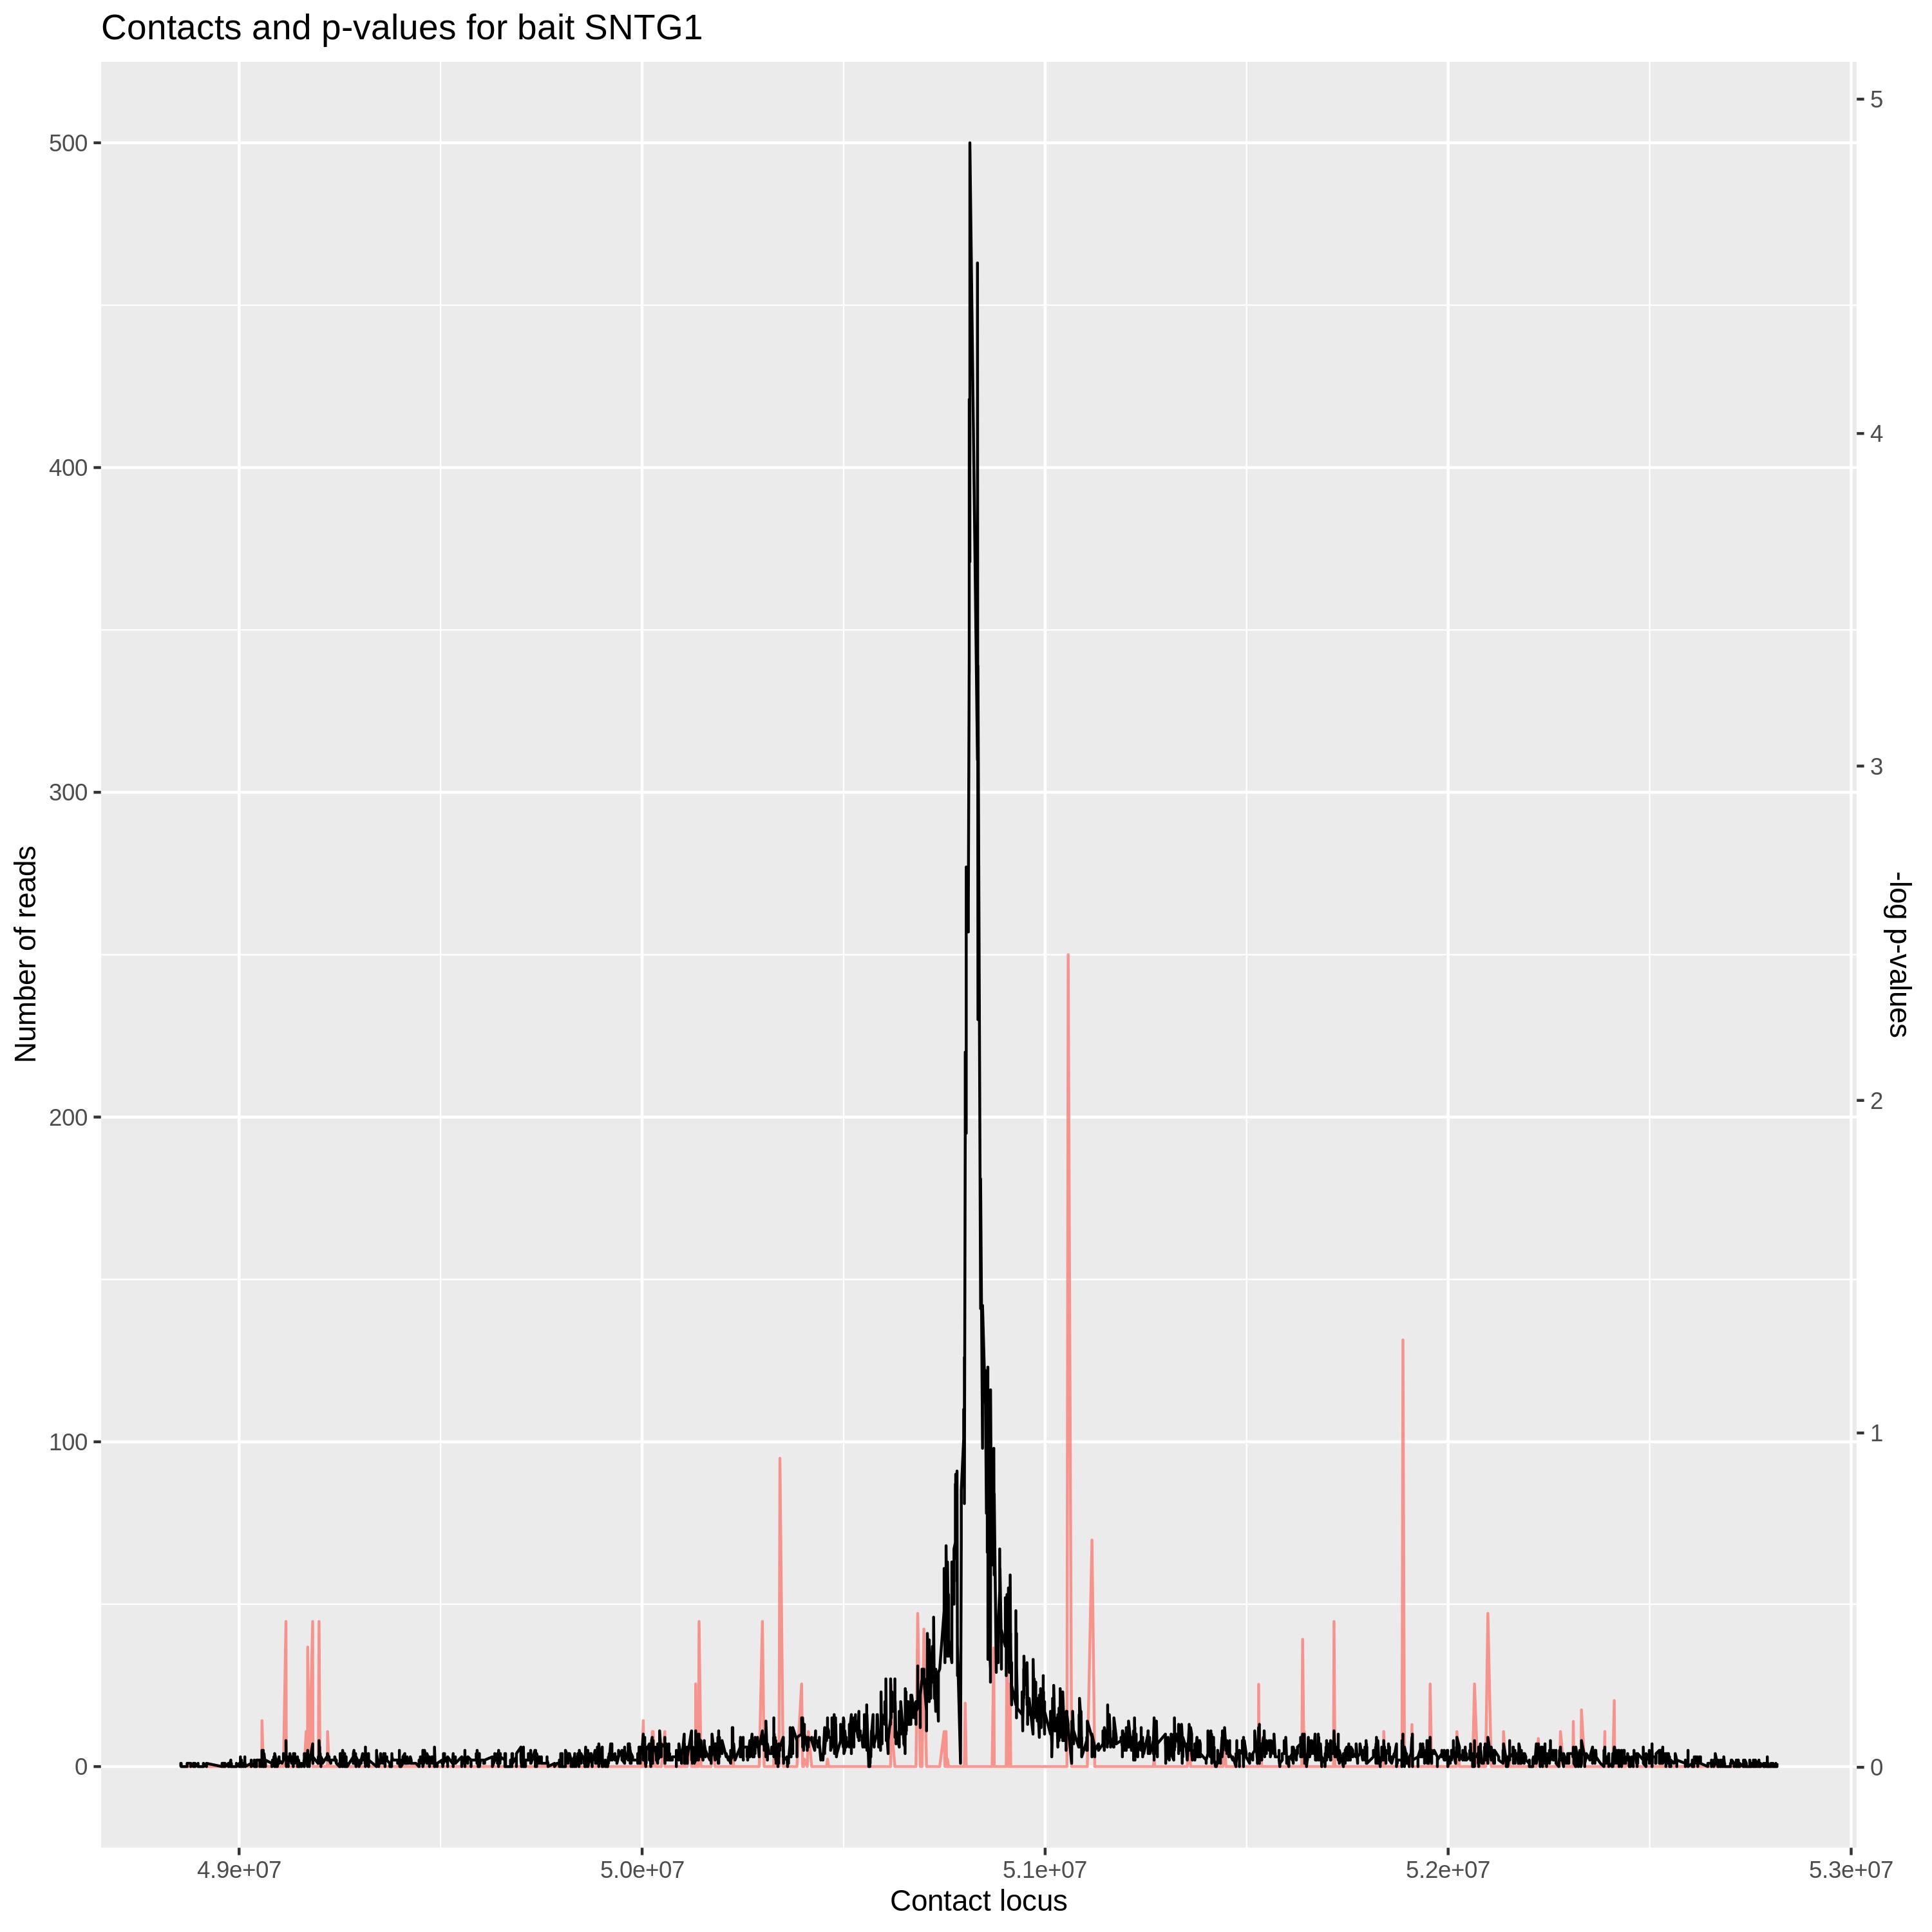 Contacts and p-values for bait SNTG1
500
400
300
200
100
0
Number of reads
5
4
3
2
1
0
-log p-values
4.9e+07
5.0e+07
5.1e+07
5.2e+07
5.3e+07
Contact locus